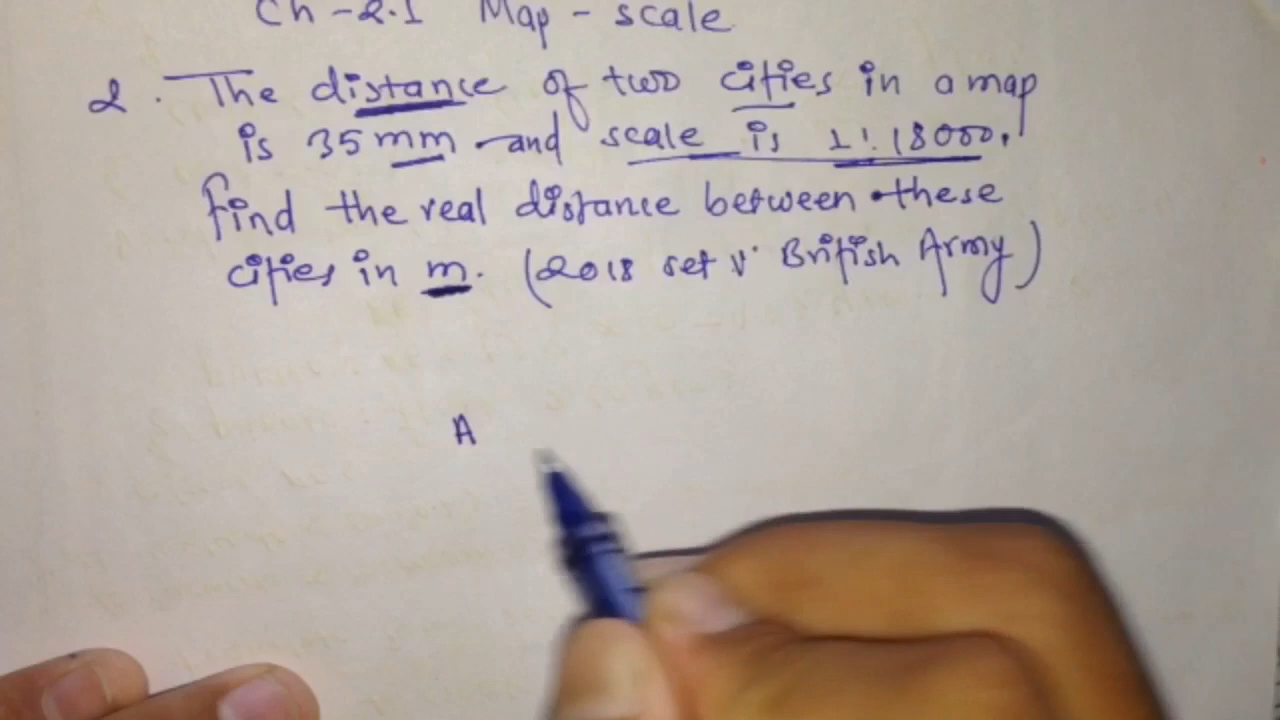 Ch - 2.1 Map - scale
2. The distance of two cities in a map
is 35 mm and scale is 1:18000.
find the real distance between these
cities in m. (2018 set V British Army)
A